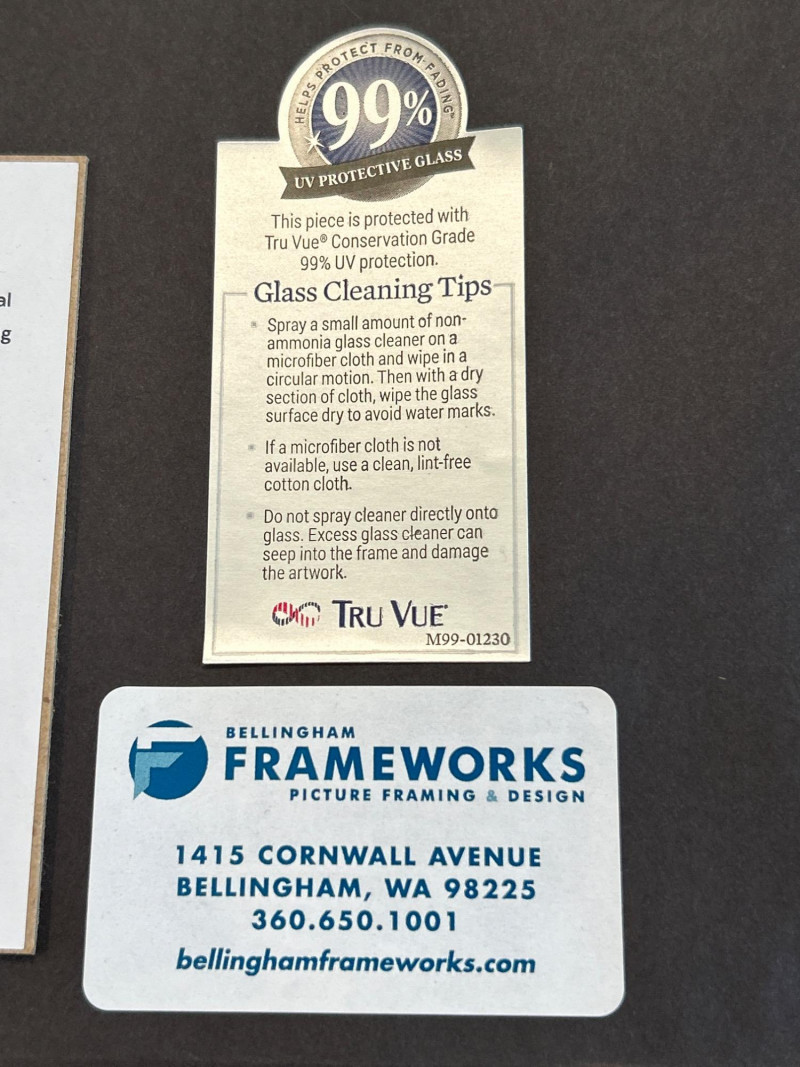 al
g
HELPS PROTECT FROM FADING™
99%
UV PROTECTIVE GLASS
This piece is protected with
Tru Vue® Conservation Grade
99% UV protection.
Glass Cleaning Tips
Spray a small amount of non-
ammonia glass cleaner on a
microfiber cloth and wipe in a
circular motion. Then with a dry
section of cloth, wipe the glass
surface dry to avoid water marks.
If a microfiber cloth is not
available, use a clean, lint-free
cotton cloth.
Do not spray cleaner directly onto
glass. Excess glass cleaner can
seep into the frame and damage
the artwork.
TRU VUE®
M99-01230
BELLINGHAM
FRAMEWORKS
PICTURE FRAMING & DESIGN
1415 CORNWALL AVENUE
BELLINGHAM, WA 98225
360.650.1001
bellinghamframeworks.com